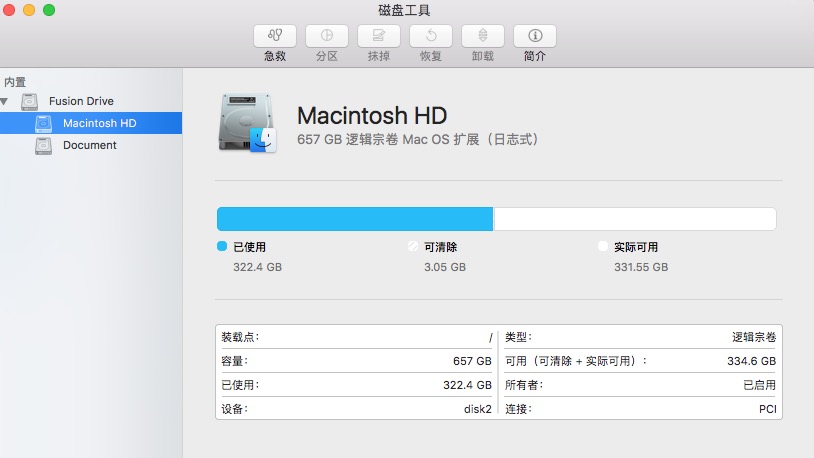 磁盘工具
急救 分区 抹掉 恢复 卸载 简介
内置
Fusion Drive
Macintosh HD
Document
Macintosh HD
657 GB 逻辑宗卷 Mac OS 扩展（日志式）
已使用 可清除 实际可用
322.4 GB 3.05 GB 331.55 GB
装载点： / 类型： 逻辑宗卷
容量： 657 GB 可用（可清除 + 实际可用）： 334.6 GB
已使用： 322.4 GB 所有者： 已启用
设备： disk2 连接： PCI